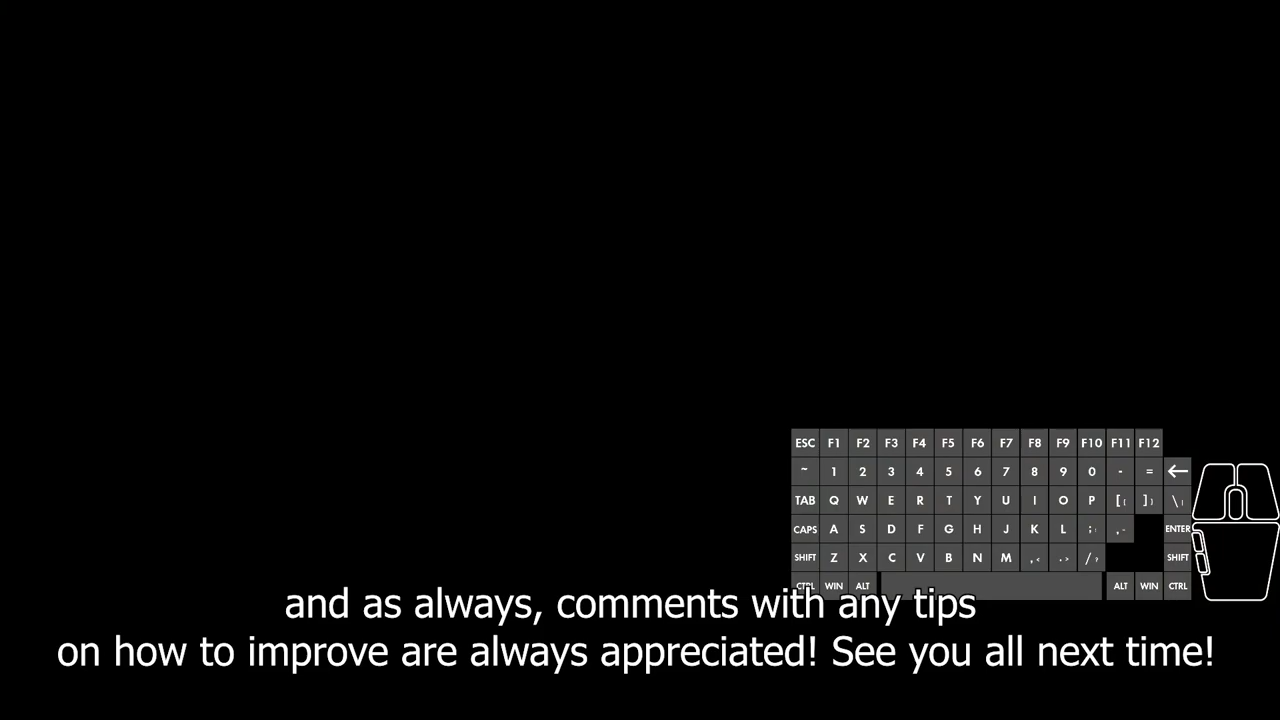 ESC F1 F2 F3 F4 F5 F6 F7 F8 F9 F10 F11 F12
~ 1 2 3 4 5 6 7 8 9 0 - = ←
TAB Q W E R T Y U I O P [{ ]} \|
CAPS A S D F G H J K L ;: ENTER
SHIFT Z X C V B N M ,< .> /? SHIFT
CTRL WIN ALT ALT WIN CTRL
and as always, comments with any tips
on how to improve are always appreciated! See you all next time!